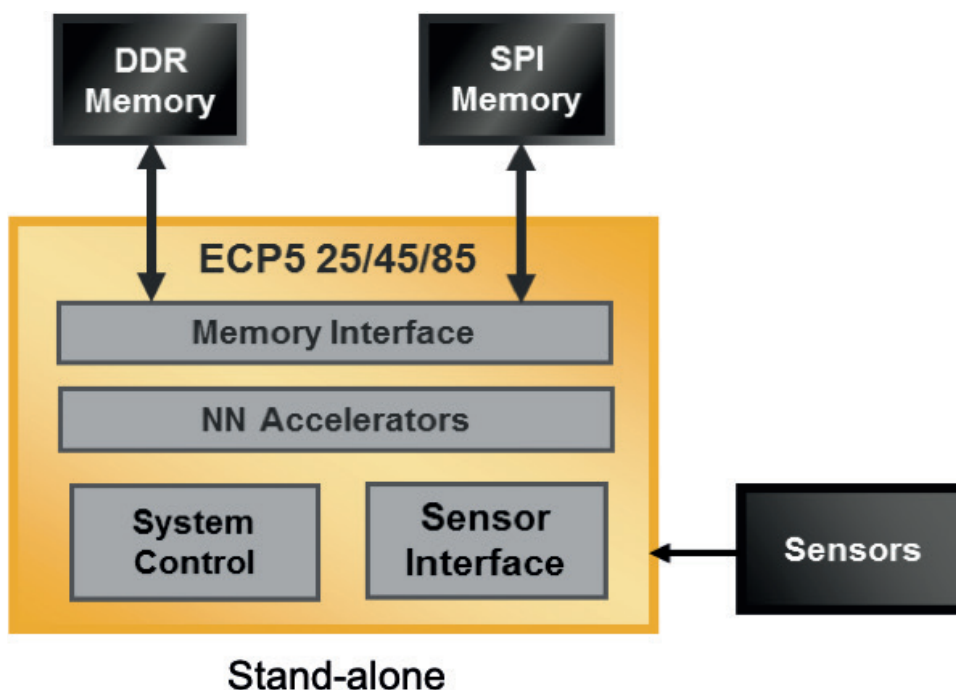 DDR
Memory
SPI
Memory
ECP5 25/45/85
Memory Interface
NN Accelerators
System
Control
Sensor
Interface
Sensors
Stand-alone